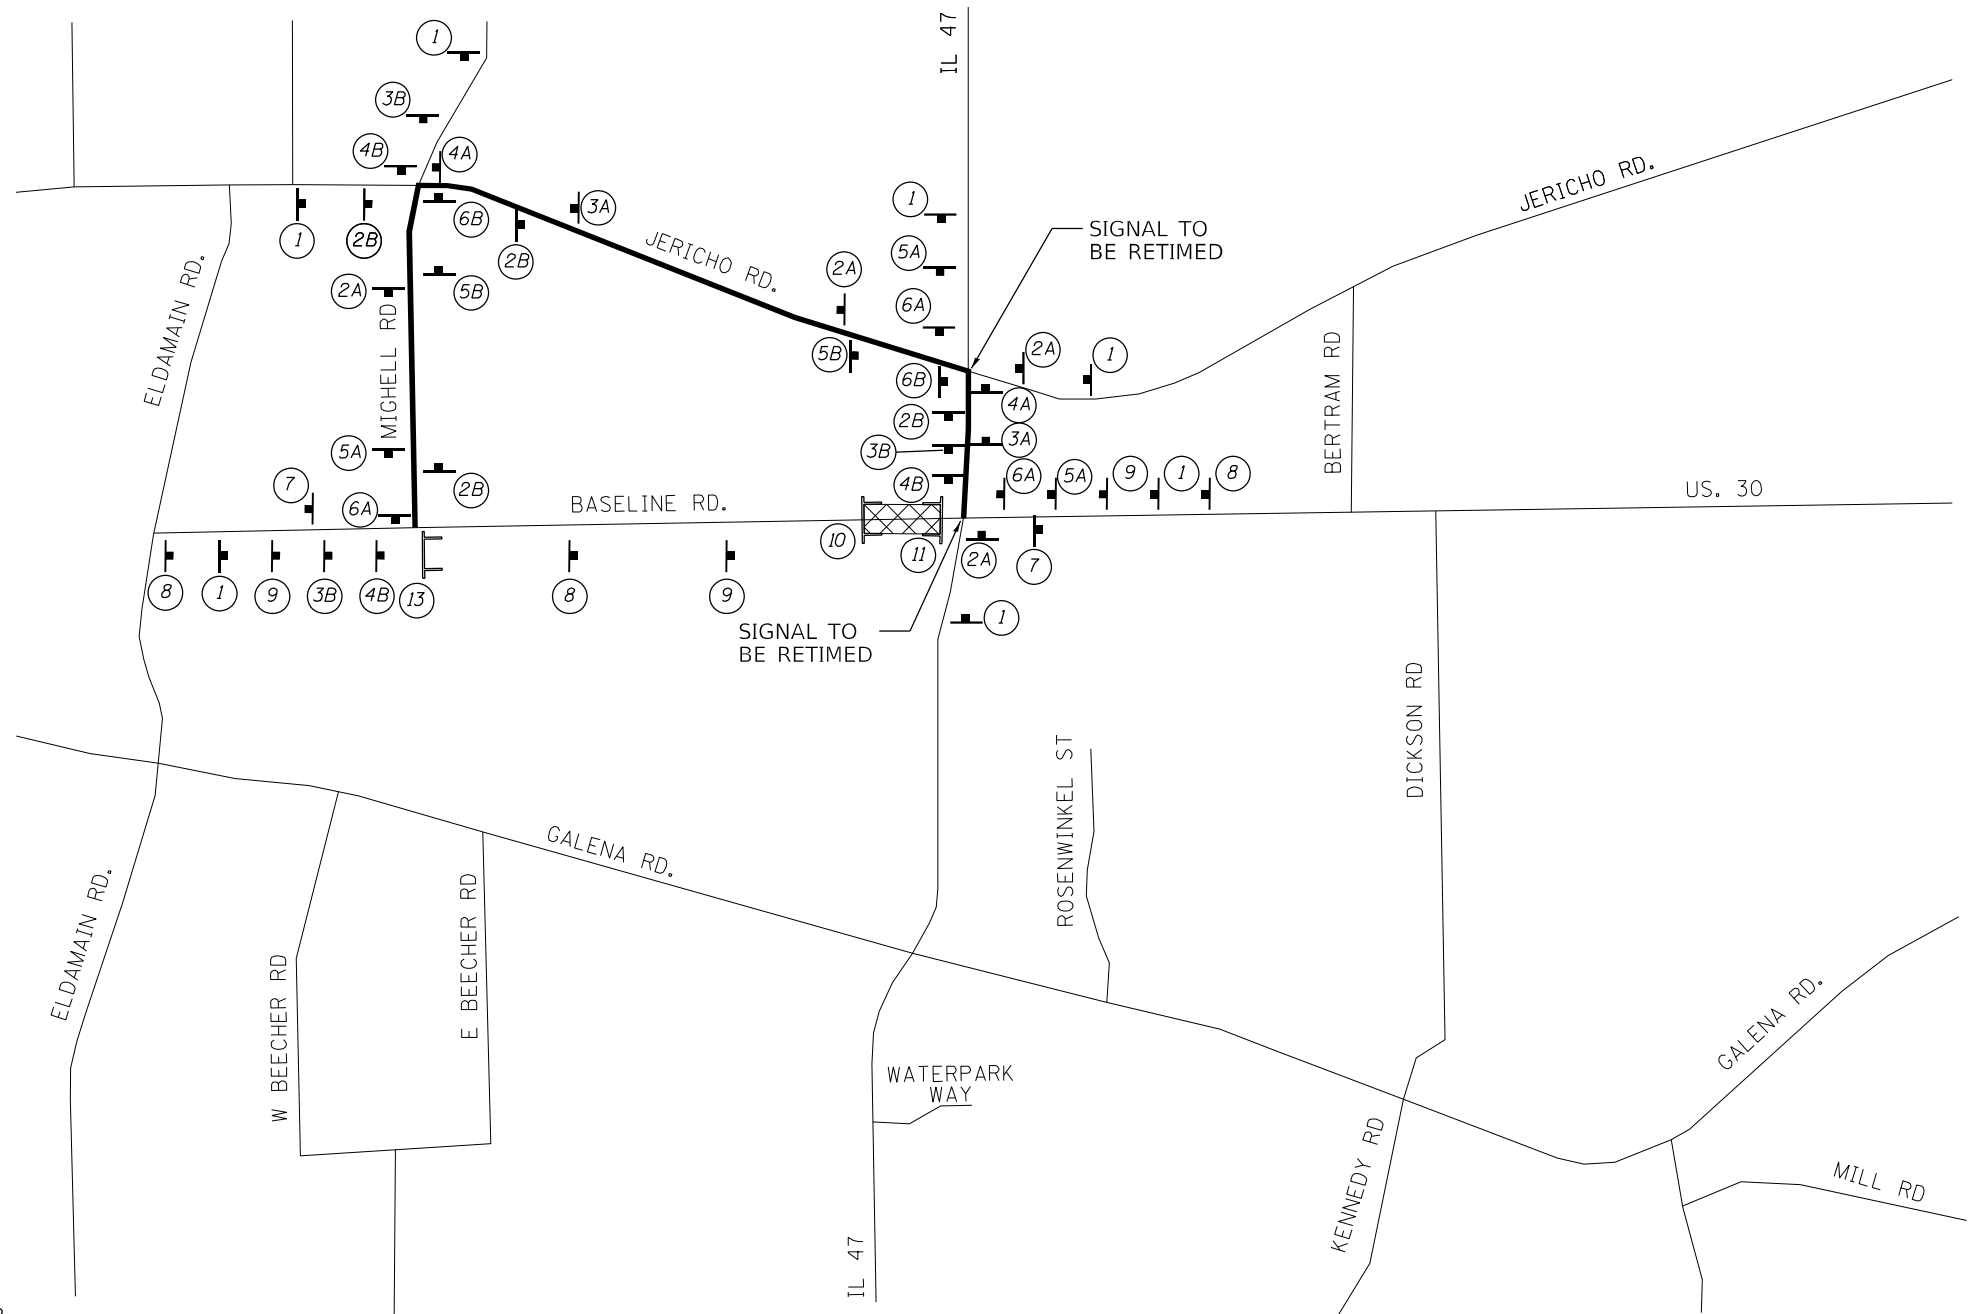 1
IL 47
3B
4B
4A
JERICHO RD.
1
3A
6B
SIGNAL TO
BE RETIMED
1
2B
2B
JERICHO RD.
5A
2A
ELDAMAIN RD.
2A
5B
6A
MIGHELL RD
5B
2A
1
6B
4A
BERTRAM RD
2B
3A
5A
3B
7
2B
4B
6A
5A
9
1
8
6A
BASELINE RD.
US. 30
10
11
2A
7
8
1
9
3B
4B
13
8
9
1
SIGNAL TO
BE RETIMED
DICKSON RD
ROSENWINKEL ST
GALENA RD.
ELDAMAIN RD.
W BEECHER RD
E BEECHER RD
GALENA RD.
WATERPARK
WAY
KENNEDY RD
MILL RD
IL 47